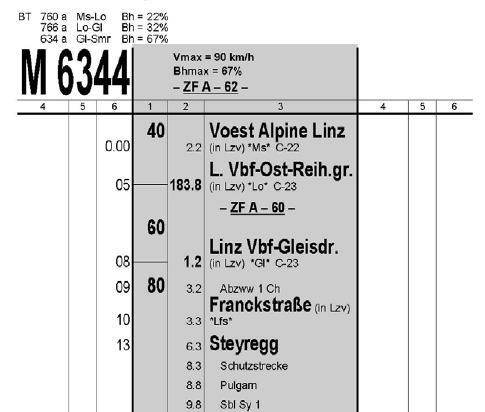 BT 760 a Ms-Lo Bh = 22%
766 a Lo-Gl Bh = 32%
634 a Gl-Smr Bh = 67%
M 6344
Vmax = 90 km/h
Bhmax = 67%
– ZF A – 62 –
4 5 6 1 2 3 4 5 6
40 Voest Alpine Linz
0.00 2.2 (in Lzv) *Ms* C-22
L. Vbf-Ost-Reih.gr.
05 183.8 (in Lzv) *Lo* C-23
– ZF A – 60 –
60
Linz Vbf-Gleisdr.
08 1.2 (in Lzv) *Gl* C-23
09 80 3.2 Abzww 1 Ch
Franckstraße (in Lzv)
10 3.3 *Lfs*
13 6.3 Steyregg
8.3 Schutzstrecke
8.8 Pulgarn
9.8 Sbl Sy 1